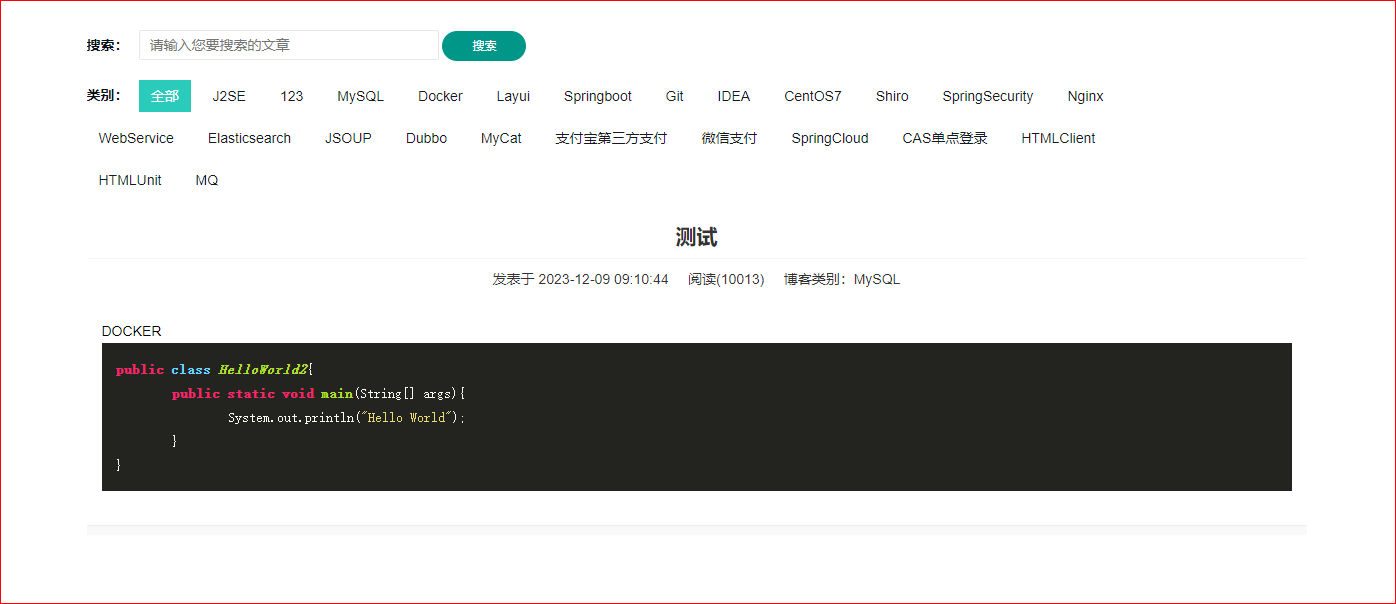 搜索： 请输入您要搜索的文章 搜索
类别： 全部 J2SE 123 MySQL Docker Layui Springboot Git IDEA CentOS7 Shiro SpringSecurity Nginx
WebService Elasticsearch JSOUP Dubbo MyCat 支付宝第三方支付 微信支付 SpringCloud CAS单点登录 HTMLClient
HTMLUnit MQ
测试
发表于 2023-12-09 09:10:44 阅读(10013) 博客类别：MySQL
DOCKER
public class HelloWorld2{
public static void main(String[] args){
System.out.println("Hello World");
}
}